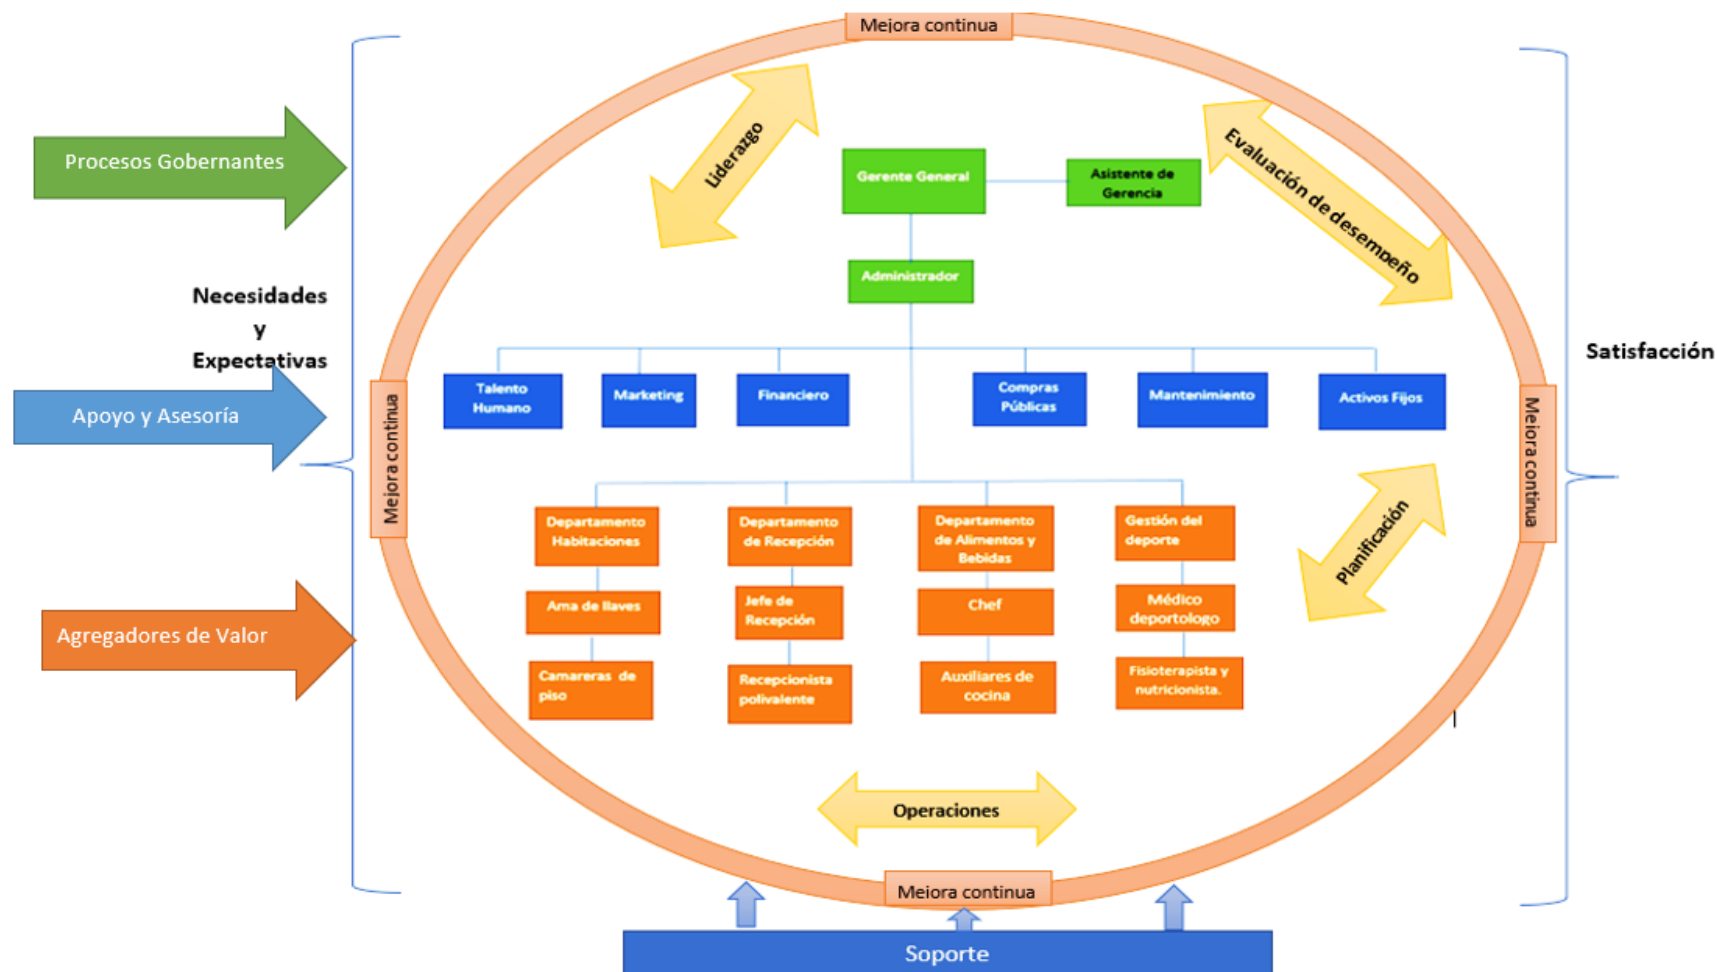 Mejora continua
Procesos Gobernantes
Liderazgo
Evaluación de desempeño
Gerente General
Asistente de
Gerencia
Administrador
Necesidades
y
Expectativas
Satisfacción
Apoyo y Asesoría
Mejora continua
Talento
Humano
Marketing
Financiero
Compras
Públicas
Mantenimiento
Activos Fijos
Mejora continua
Planificación
Departamento
Habitaciones
Departamento
de Recepción
Departamento
de Alimentos y
Bebidas
Gestión del
deporte
Agregadores de Valor
Ama de llaves
Jefe de
Recepción
Chef
Médico
deportologo
Camareras de
piso
Recepcionista
polivalente
Auxiliares de
cocina
Fisioterapista y
nutricionista.
Operaciones
Mejora continua
Soporte